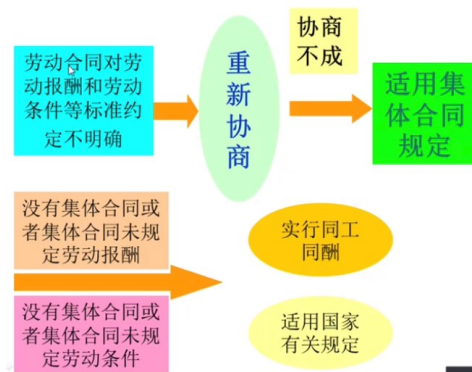 劳动合同对劳
动报酬和劳动
条件等标准约
定不明确
重
新
协
商
协商
不成
适用集
体合同
规定
没有集体合同或
者集体合同未规
定劳动报酬
实行同工
同酬
没有集体合同或
者集体合同未规
定劳动条件
适用国家
有关规定